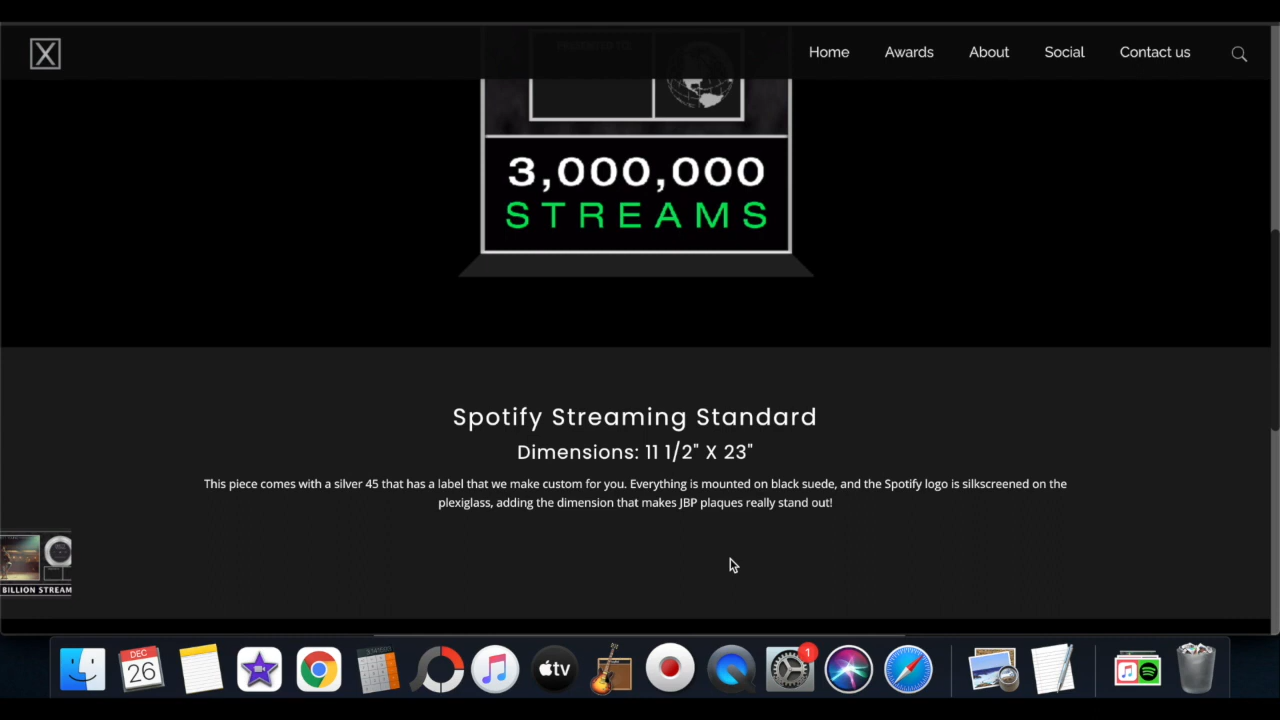 X
Home
Awards
About
Social
Contact us
3,000,000
STREAMS
Spotify Streaming Standard
Dimensions: 11 1/2" X 23"
This piece comes with a silver 45 that has a label that we make custom for you. Everything is mounted on black suede, and the Spotify logo is silkscreened on the
plexiglass, adding the dimension that makes JBP plaques really stand out!
BILLION STREAM
DEC
26
tv
1